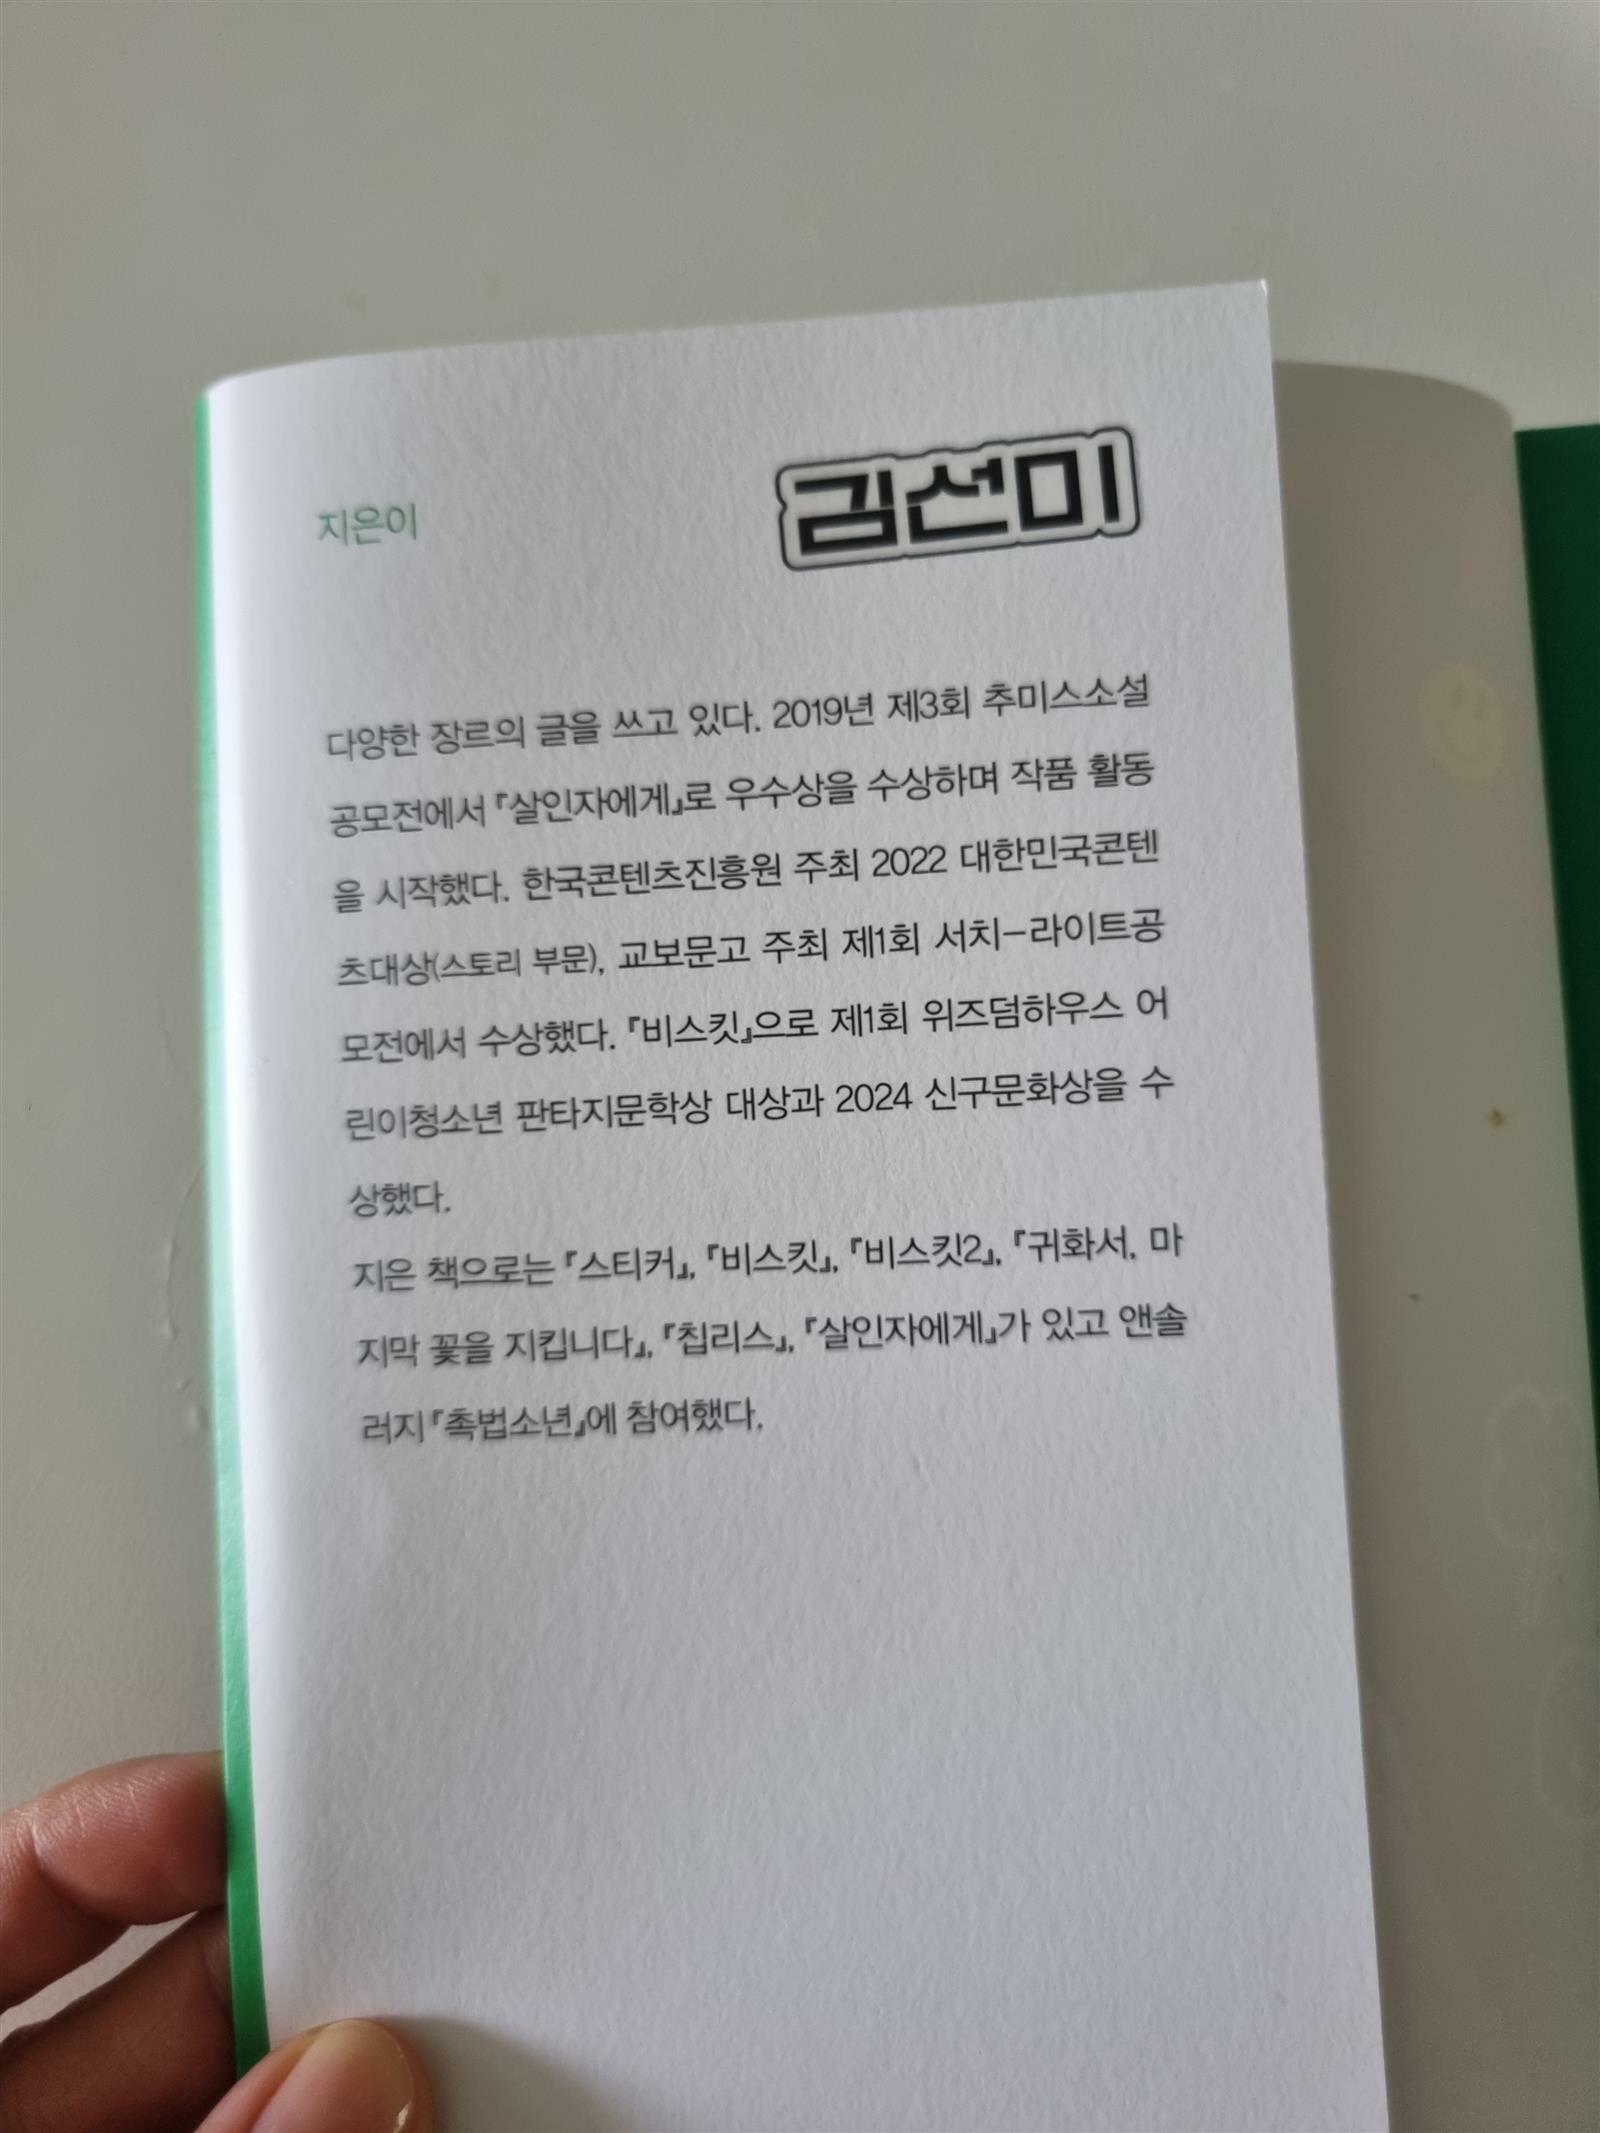 지은이
김선미
다양한 장르의 글을 쓰고 있다. 2019년 제3회 추미스소설
공모전에서 『살인자에게』로 우수상을 수상하며 작품 활동
을 시작했다. 한국콘텐츠진흥원 주최 2022 대한민국콘텐
츠대상(스토리 부문), 교보문고 주최 제1회 서치-라이트공
모전에서 수상했다. 『비스킷』으로 제1회 위즈덤하우스 어
린이청소년 판타지문학상 대상과 2024 신구문화상을 수
상했다.
지은 책으로는 『스티커』, 『비스킷』, 『비스킷2』, 『귀화서, 마
지막 꽃을 지킵니다』, 『칩리스』, 『살인자에게』가 있고 앤솔
러지 『촉법소년』에 참여했다.